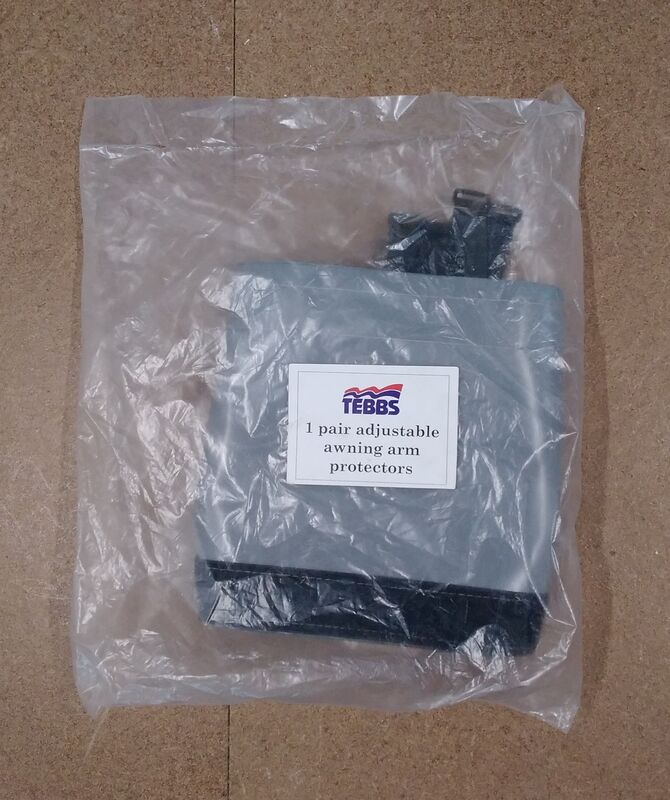 TEBBS
1 pair adjustable
awning arm
protectors